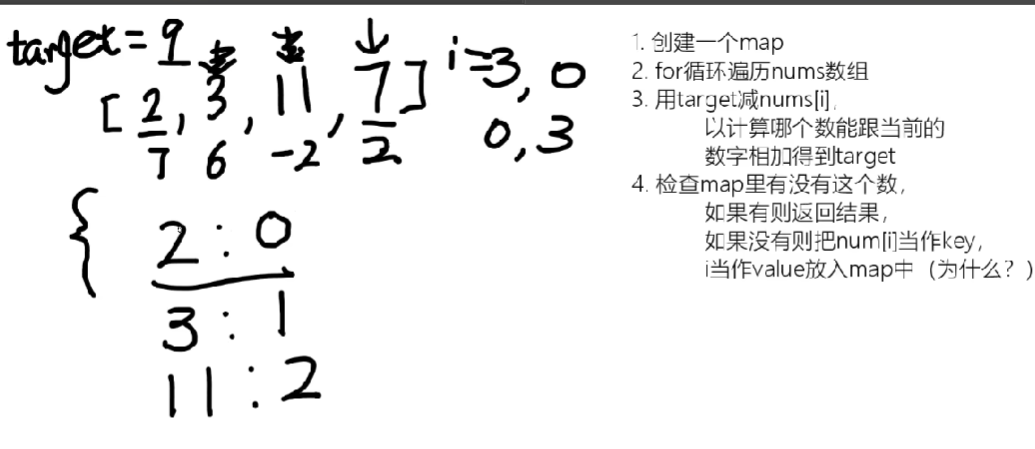 target = 9
[2, 3, 11, 7] i=3, 0
7 6 -2 2 0, 3
{ 2 : 0
3 : 1
11 : 2
1. 创建一个map
2. for循环遍历nums数组
3. 用target减nums[i],
以计算哪个数能跟当前的
数字相加得到target
4. 检查map里有没有这个数,
如果有则返回结果,
如果没有则把num[i]当作key,
i当作value放入map中（为什么？）